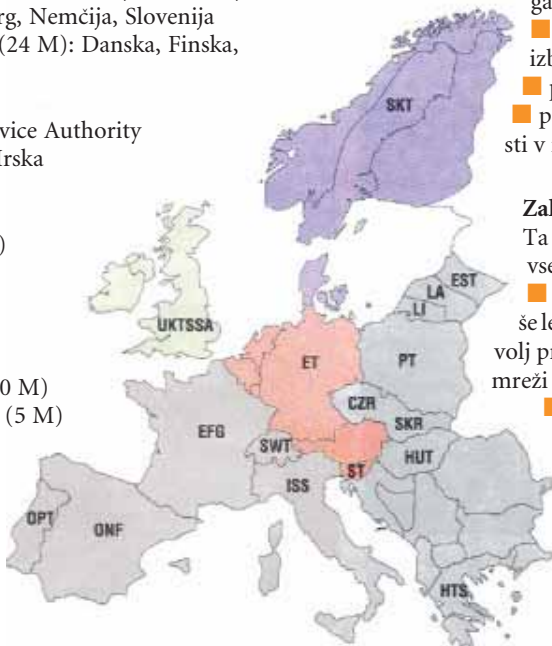 rg, Nemčija, Slovenija
(24 M): Danska, Finska,
vice Authority
Irska
)
0 M)
(5 M)
SKT
UKTSSA
EST
LA
LI
ET
PT
CZR
SKR
EFG
SWT
ST
HUT
ISS
OPT
ONF
HTS
ga
izb
p
p
sti v
Zal
Ta
vse
še le
volj pr
mreži